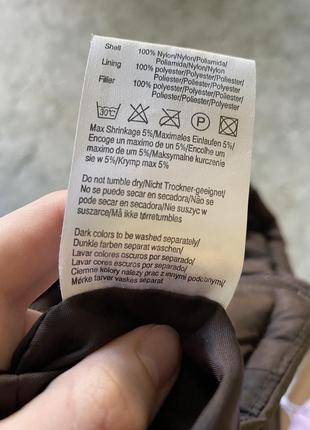 Shell 100% Nylon/Nylon/Poliamida/
Poliamida/Nylon/Nylon
Lining 100% polyester/Polyester/Poliester/
Poliester/Poliester/Polyester
Filler 100% polyester/Polyester/Poliester/
Poliester/Poliester/Polyester
30°C P
Max Shrinkage 5%/Maximales Einlaufen 5%/
Encoge un maximo de un 5%/Encolhe um
maximo de um 5%/Maksymalne kurczenie
sie w 5%/Krymp max 5%
Do not tumble dry/Nicht Trockner-geeignet/
No se puede secar en secadora/Não se
pode secar en secadora/Nie suszyc w
suszarce/Må ikke tørretumbles
Dark colors to be washed separately/
Dunkle farben separat waschen/
Lavar colores oscuros por separado/
Lavar cores oscuros por separado/
Ciemne kolory należy prac z innymi podobnymi/
Mørke farver vaskes separat